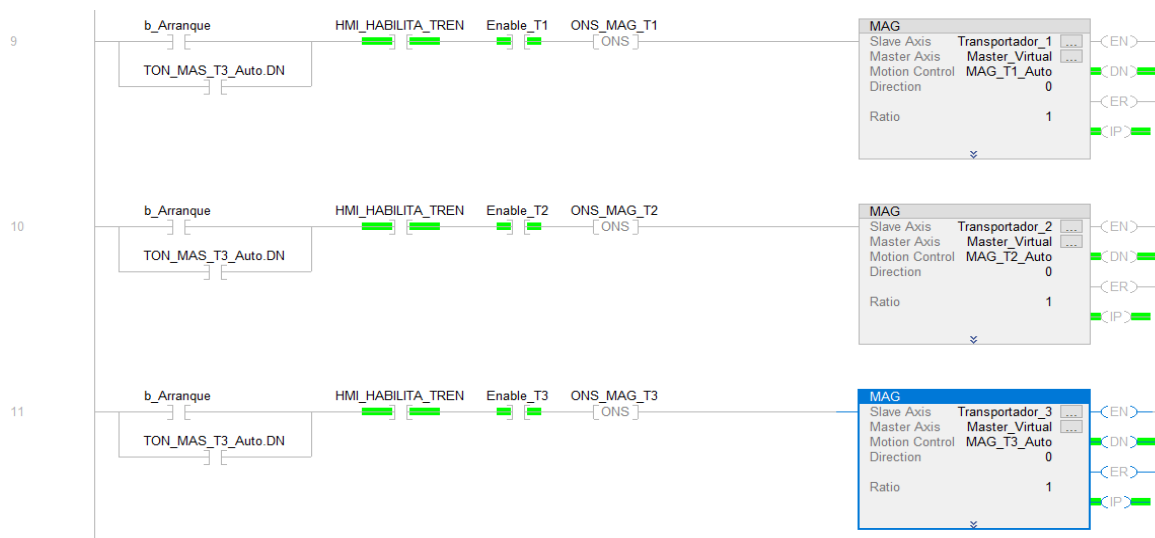 9
b_Arranque HMI_HABILITA_TREN Enable_T1 ONS_MAG_T1
ONS
TON_MAS_T3_Auto.DN
MAG
Slave Axis Transportador_1 ... EN
Master Axis Master_Virtual ...
Motion Control MAG_T1_Auto DN
Direction 0
ER
Ratio 1
IP
10
b_Arranque HMI_HABILITA_TREN Enable_T2 ONS_MAG_T2
ONS
TON_MAS_T3_Auto.DN
MAG
Slave Axis Transportador_2 ... EN
Master Axis Master_Virtual ...
Motion Control MAG_T2_Auto DN
Direction 0
ER
Ratio 1
IP
11
b_Arranque HMI_HABILITA_TREN Enable_T3 ONS_MAG_T3
ONS
TON_MAS_T3_Auto.DN
MAG
Slave Axis Transportador_3 ... EN
Master Axis Master_Virtual ...
Motion Control MAG_T3_Auto DN
Direction 0
ER
Ratio 1
IP